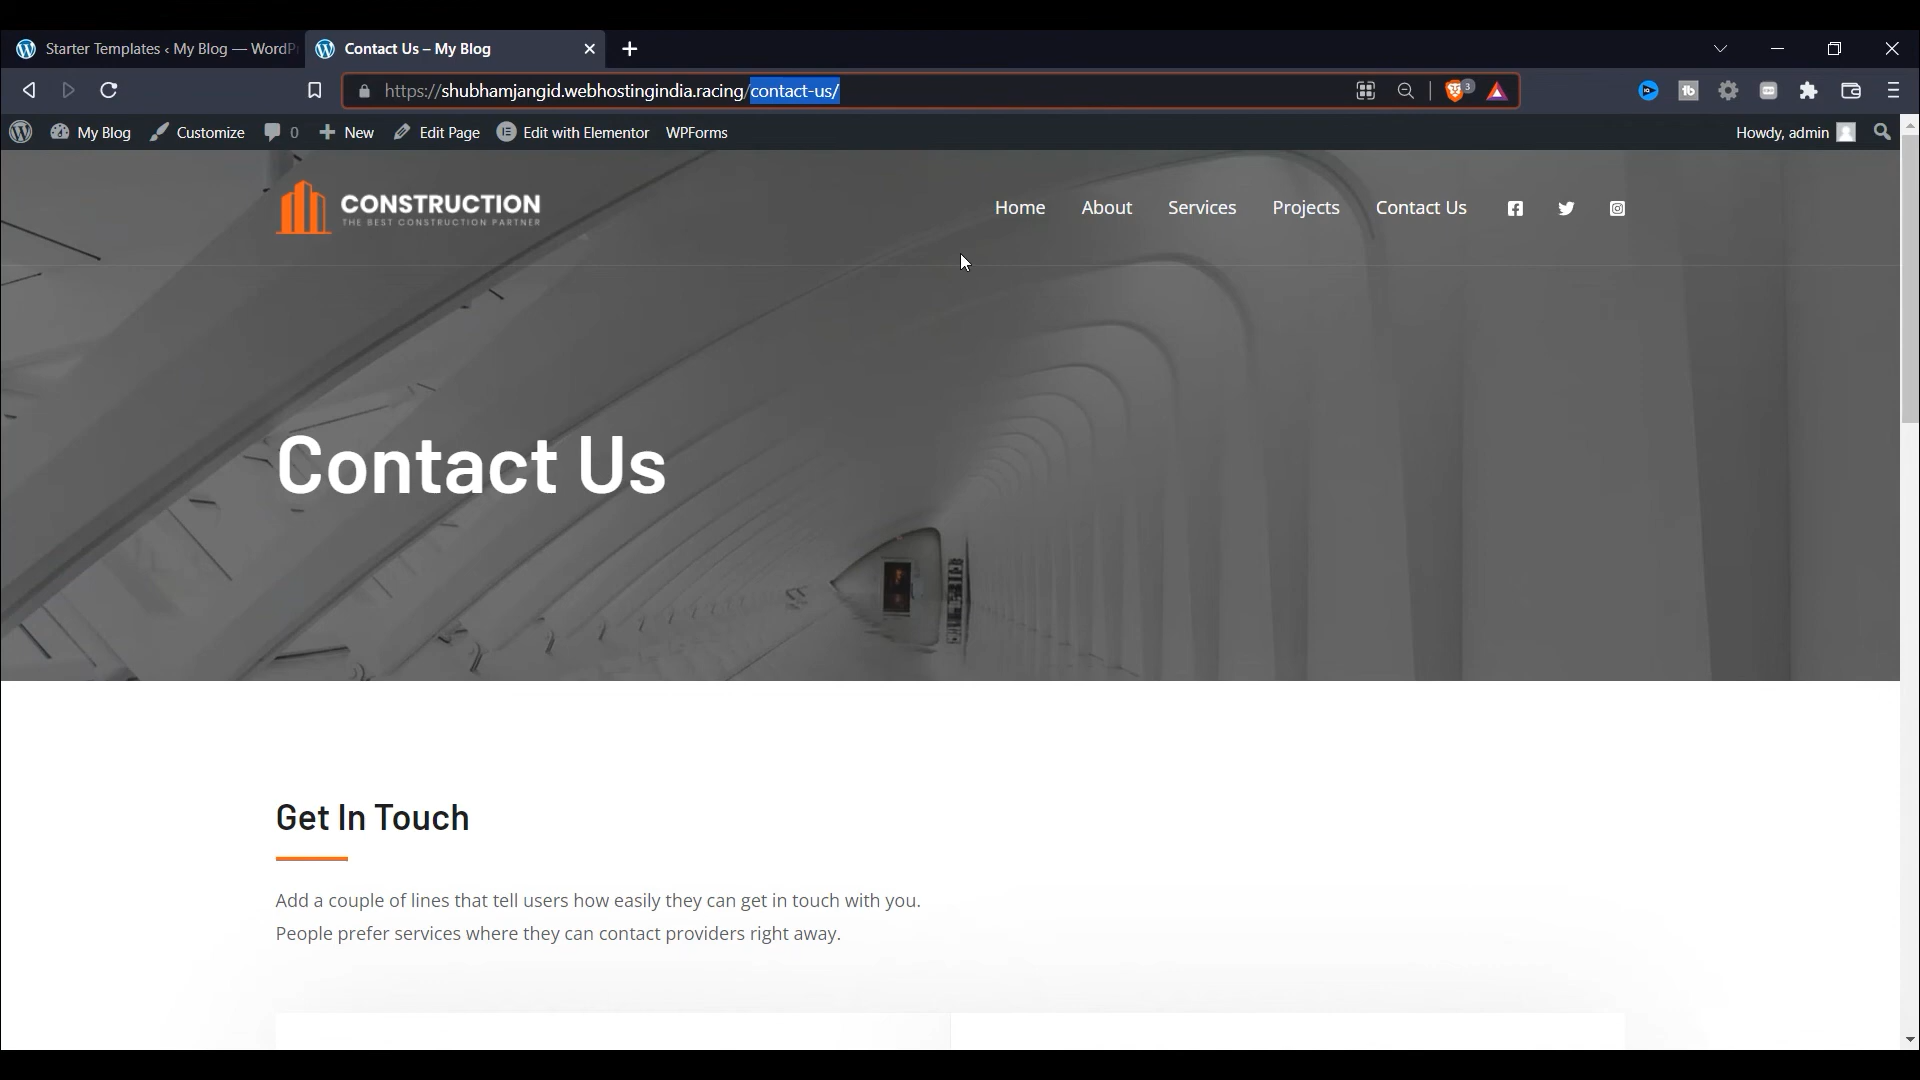 Starter Templates ‹ My Blog — WordPr
Contact Us – My Blog
https://shubhamjangid.webhostingindia.racing/contact-us/
3
My Blog
Customize
0
New
Edit Page
Edit with Elementor
WPForms
Howdy, admin
CONSTRUCTION
THE BEST CONSTRUCTION PARTNER
Home
About
Services
Projects
Contact Us
Contact Us
Get In Touch
Add a couple of lines that tell users how easily they can get in touch with you.
People prefer services where they can contact providers right away.